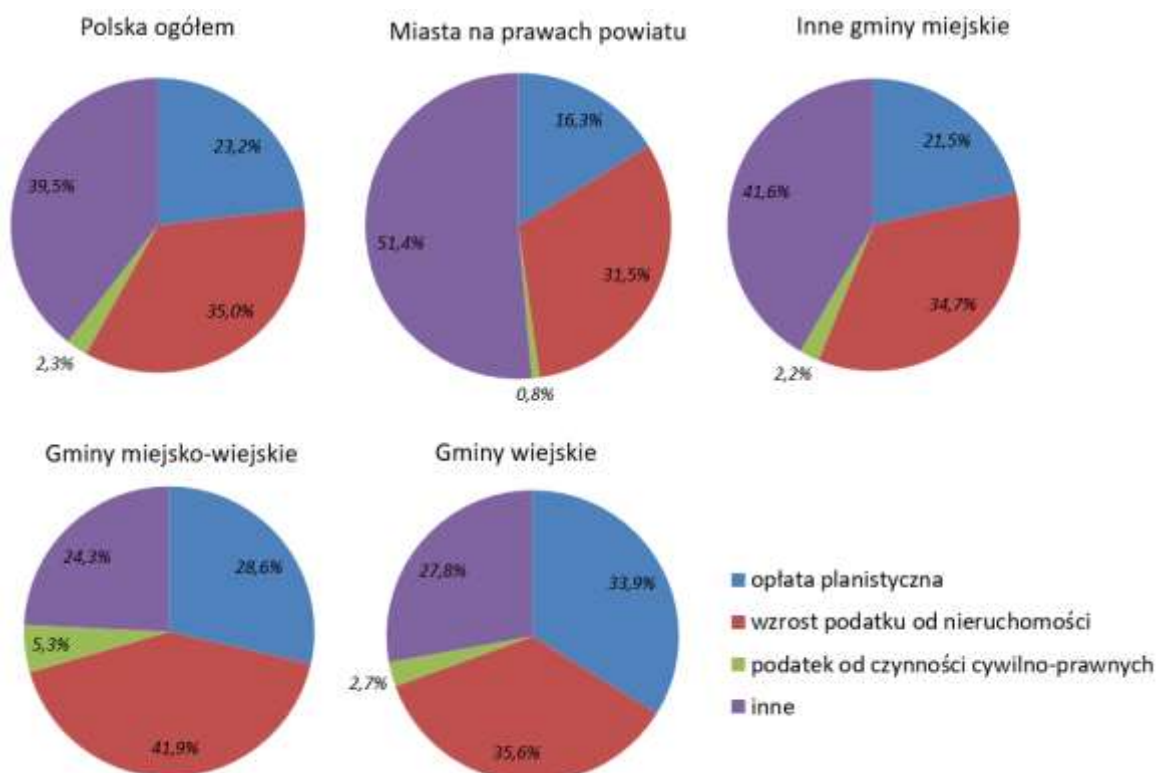 Polska ogółem
23,2%
35,0%
2,3%
39,5%
Miasta na prawach powiatu
16,3%
31,5%
0,8%
51,4%
Inne gminy miejskie
21,5%
34,7%
2,2%
41,6%
Gminy miejsko-wiejskie
28,6%
41,9%
5,3%
24,3%
Gminy wiejskie
33,9%
35,6%
2,7%
27,8%
opłata planistyczna
wzrost podatku od nieruchomości
podatek od czynności cywilno-prawnych
inne